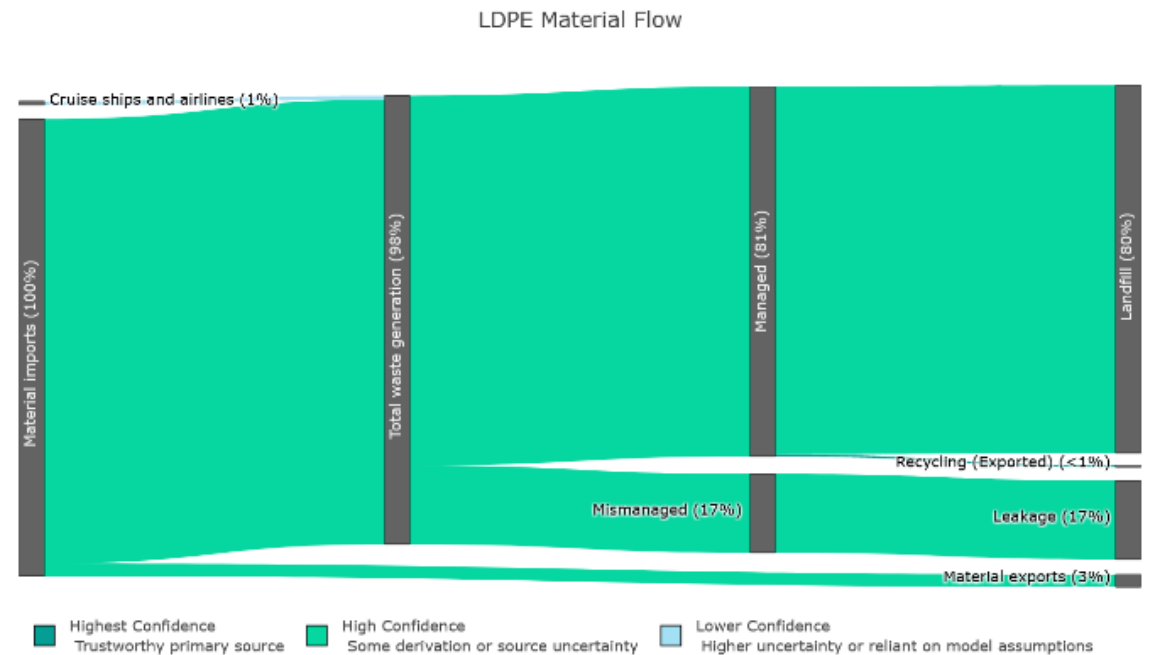 LDPE Material Flow
Cruise ships and airlines (1%)
Material imports (100%)
Total waste generation (98%)
Managed (81%)
Landfill (80%)
Recycling (Exported) (<1%)
Mismanaged (17%)
Leakage (17%)
Material exports (3%)
Highest Confidence
Trustworthy primary source
High Confidence
Some derivation or source uncertainty
Lower Confidence
Higher uncertainty or reliant on model assumptions